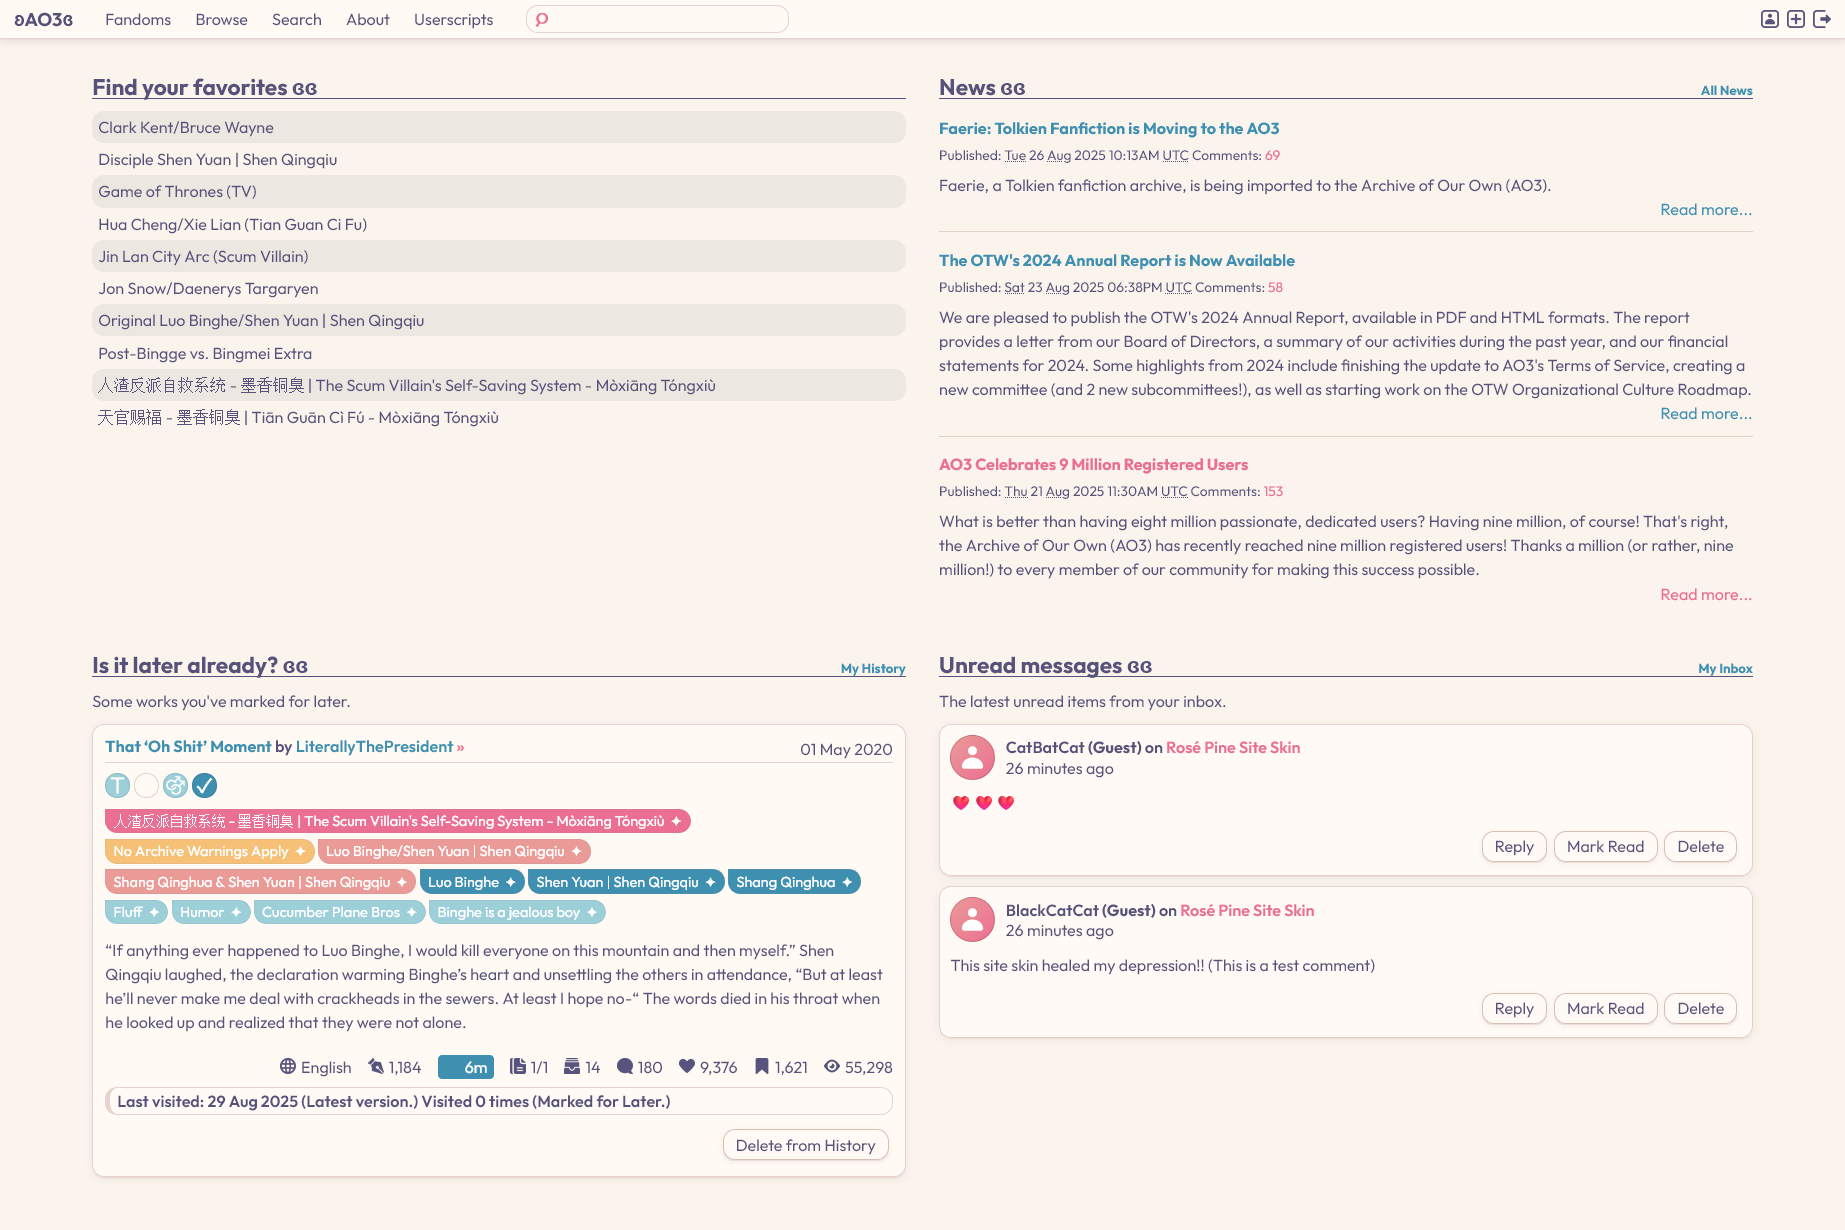 ʚAO3ɞ
Fandoms
Browse
Search
About
Userscripts
Find your favorites ɞɞ
Clark Kent/Bruce Wayne
Disciple Shen Yuan | Shen Qingqiu
Game of Thrones (TV)
Hua Cheng/Xie Lian (Tian Guan Ci Fu)
Jin Lan City Arc (Scum Villain)
Jon Snow/Daenerys Targaryen
Original Luo Binghe/Shen Yuan | Shen Qingqiu
Post-Bingge vs. Bingmei Extra
人渣反派自救系统 - 墨香铜臭 | The Scum Villain's Self-Saving System - Mòxiāng Tóngxiù
天官赐福 - 墨香铜臭 | Tiān Guān Cì Fú - Mòxiāng Tóngxiù
News ɞɞ
All News
Faerie: Tolkien Fanfiction is Moving to the AO3
Published: Tue 26 Aug 2025 10:13AM UTC Comments: 69
Faerie, a Tolkien fanfiction archive, is being imported to the Archive of Our Own (AO3).
Read more...
The OTW's 2024 Annual Report is Now Available
Published: Sat 23 Aug 2025 06:38PM UTC Comments: 58
We are pleased to publish the OTW's 2024 Annual Report, available in PDF and HTML formats. The report
provides a letter from our Board of Directors, a summary of our activities during the past year, and our financial
statements for 2024. Some highlights from 2024 include finishing the update to AO3's Terms of Service, creating a
new committee (and 2 new subcommittees!), as well as starting work on the OTW Organizational Culture Roadmap.
Read more...
AO3 Celebrates 9 Million Registered Users
Published: Thu 21 Aug 2025 11:30AM UTC Comments: 153
What is better than having eight million passionate, dedicated users? Having nine million, of course! That's right,
the Archive of Our Own (AO3) has recently reached nine million registered users! Thanks a million (or rather, nine
million!) to every member of our community for making this success possible.
Read more...
Is it later already? ɞɞ
My History
Some works you've marked for later.
That ‘Oh Shit’ Moment by LiterallyThePresident »
01 May 2020
T
人渣反派自救系统 - 墨香铜臭 | The Scum Villain's Self-Saving System - Mòxiāng Tóngxiù ✦
No Archive Warnings Apply ✦ Luo Binghe/Shen Yuan | Shen Qingqiu ✦
Shang Qinghua & Shen Yuan | Shen Qingqiu ✦ Luo Binghe ✦ Shen Yuan | Shen Qingqiu ✦ Shang Qinghua ✦
Fluff ✦ Humor ✦ Cucumber Plane Bros ✦ Binghe is a jealous boy ✦
“If anything ever happened to Luo Binghe, I would kill everyone on this mountain and then myself.” Shen
Qingqiu laughed, the declaration warming Binghe’s heart and unsettling the others in attendance, “But at least
he’ll never make me deal with crackheads in the sewers. At least I hope no-“ The words died in his throat when
he looked up and realized that they were not alone.
English 1,184 6m 1/1 14 180 9,376 1,621 55,298
Last visited: 29 Aug 2025 (Latest version.) Visited 0 times (Marked for Later.)
Delete from History
Unread messages ɞɞ
My Inbox
The latest unread items from your inbox.
CatBatCat (Guest) on Rosé Pine Site Skin
26 minutes ago
Reply
Mark Read
Delete
BlackCatCat (Guest) on Rosé Pine Site Skin
26 minutes ago
This site skin healed my depression!! (This is a test comment)
Reply
Mark Read
Delete